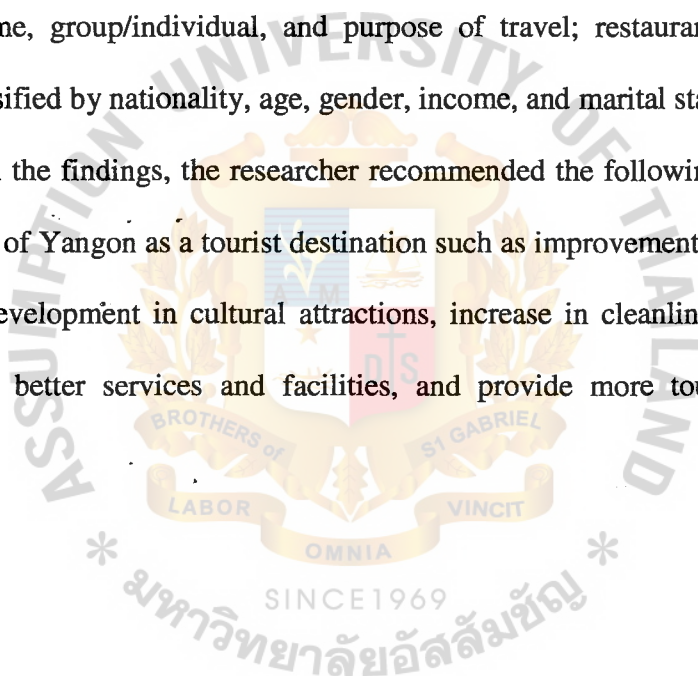 me, group/individual, and purpose of travel; restauran
sified by nationality, age, gender, income, and marital sta
the findings, the researcher recommended the followin
of Yangon as a tourist destination such as improvement
evelopment in cultural attractions, increase in cleanlin
better services and facilities, and provide more tou
ASSUMPTION UNIVERSITY OF THAILAND
A M
D S
BROTHERS of
ST GABRIEL
LABOR
VINCIT
OMNIA
SINCE 1969
* มหาวิทยาลัยอัสสัมชัญ *